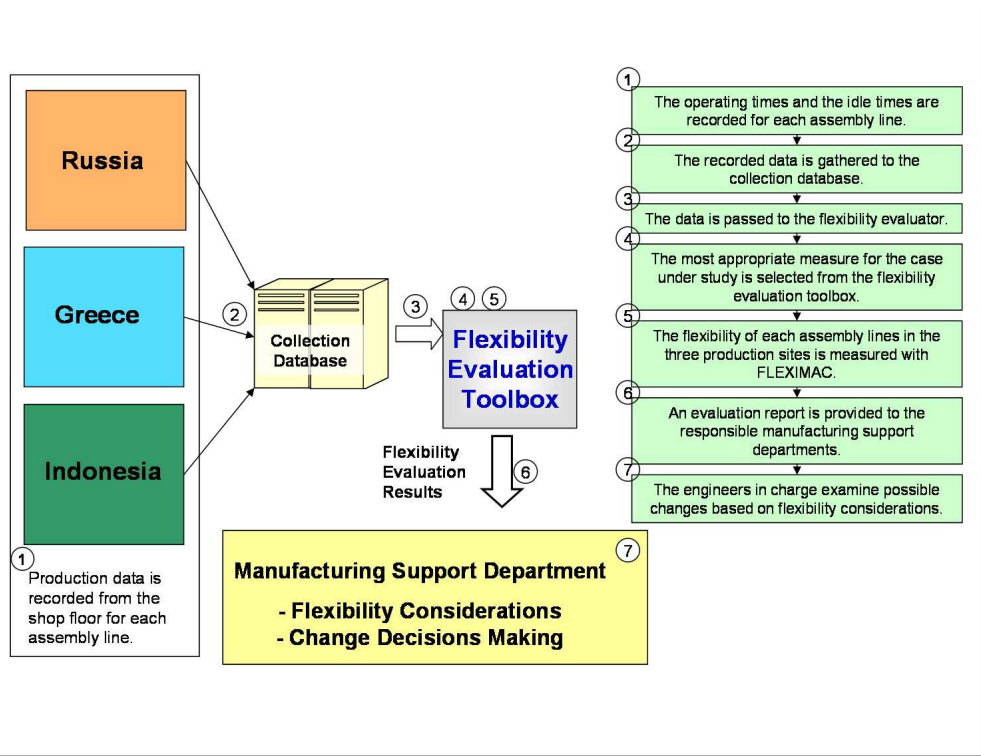 Russia
Greece
Indonesia
1
Production data is
recorded from the
shop floor for each
assembly line.
2
Collection
Database
3
4 5
Flexibility
Evaluation
Toolbox
Flexibility
Evaluation
Results
6
7
Manufacturing Support Department
- Flexibility Considerations
- Change Decisions Making
1
The operating times and the idle times are
recorded for each assembly line.
2
The recorded data is gathered to the
collection database.
3
The data is passed to the flexibility evaluator.
4
The most appropriate measure for the case
under study is selected from the flexibility
evaluation toolbox.
5
The flexibility of each assembly lines in the
three production sites is measured with
FLEXIMAC.
6
An evaluation report is provided to the
responsible manufacturing support
departments.
7
The engineers in charge examine possible
changes based on flexibility considerations.